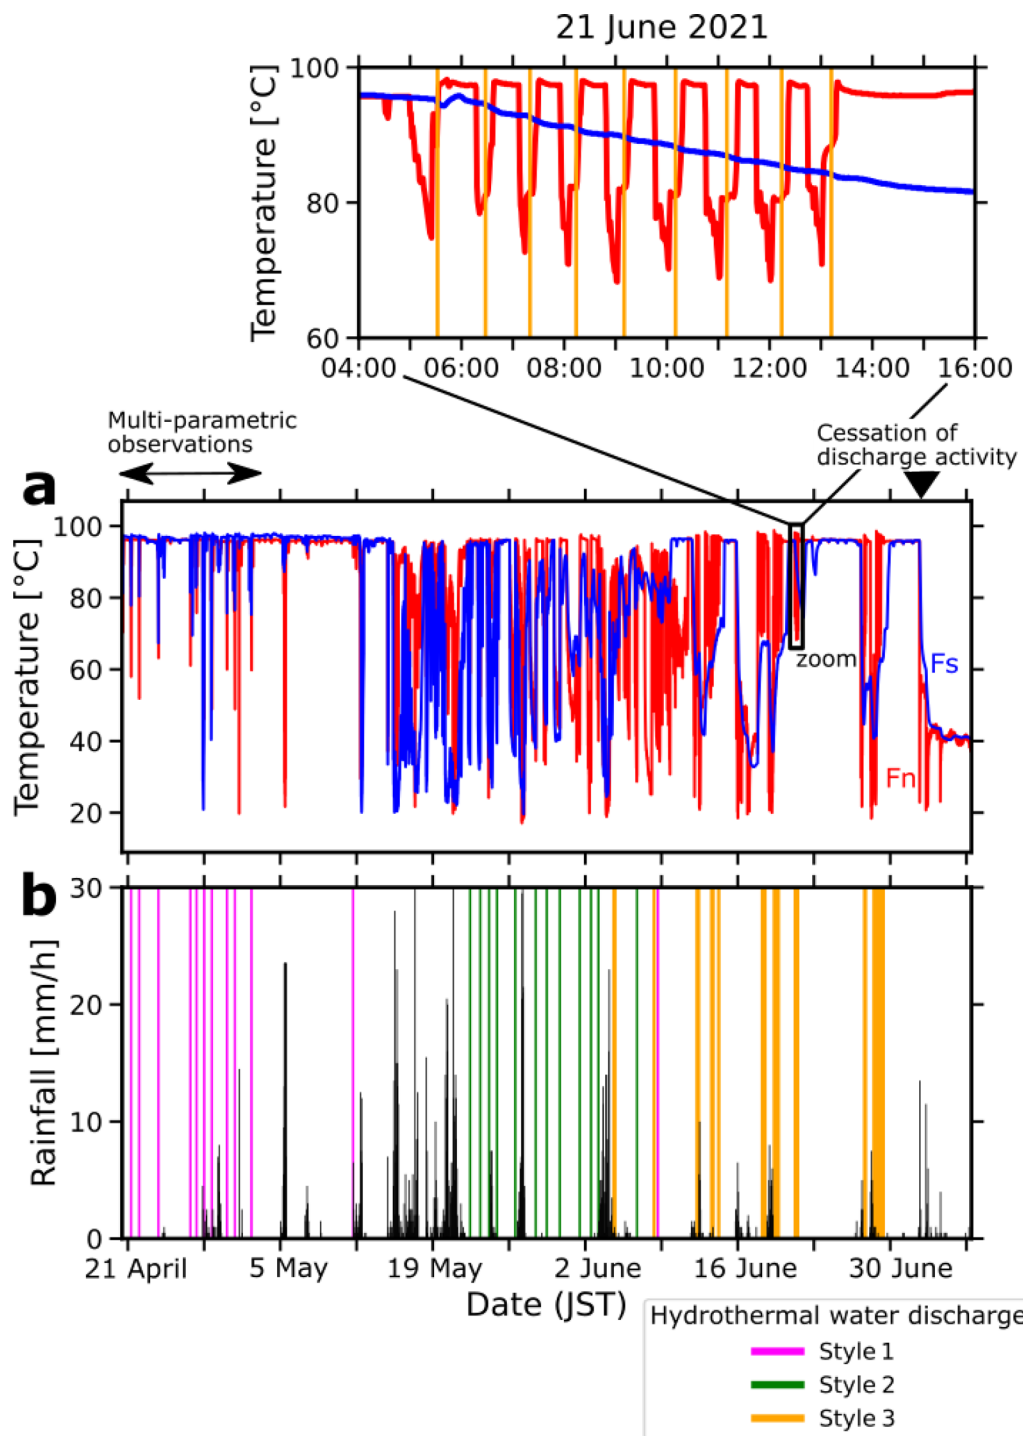 21 June 2021
Temperature [°C]
100
80
60
04:00 06:00 08:00 10:00 12:00 14:00 16:00
Multi-parametric
observations
Cessation of
discharge activity
a
Temperature [°C]
100
80
60
40
20
zoom
Fs
Fn
b
Rainfall [mm/h]
30
20
10
0
21 April 5 May 19 May 2 June 16 June 30 June
Date (JST)
Hydrothermal water discharge
Style 1
Style 2
Style 3